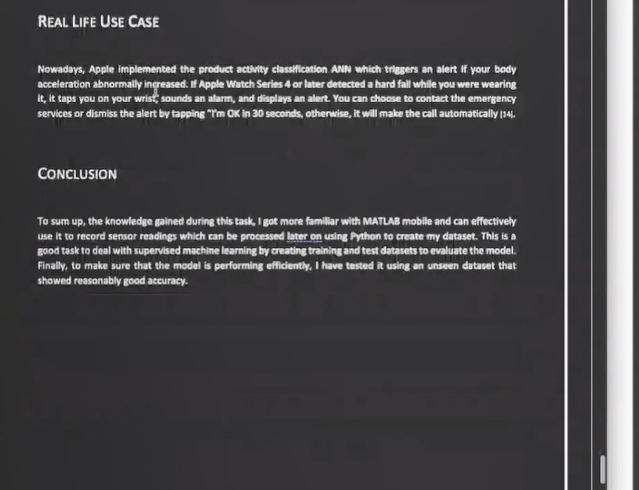 REAL LIFE USE CASE
Nowadays, Apple implemented the product activity classification ANN which triggers an alert if your body
acceleration abnormally increased. If Apple Watch Series 4 or later detected a hard fall while you were wearing
it, it taps you on your wrist, sounds an alarm, and displays an alert. You can choose to contact the emergency
services or dismiss the alert by tapping "I'm OK in 30 seconds, otherwise, it will make the call automatically [14].
CONCLUSION
To sum up, the knowledge gained during this task, I got more familiar with MATLAB mobile and can effectively
use it to record sensor readings which can be processed later on using Python to create my dataset. This is a
good task to deal with supervised machine learning by creating training and test datasets to evaluate the model.
Finally, to make sure that the model is performing efficiently, I have tested it using an unseen dataset that
showed reasonably good accuracy.